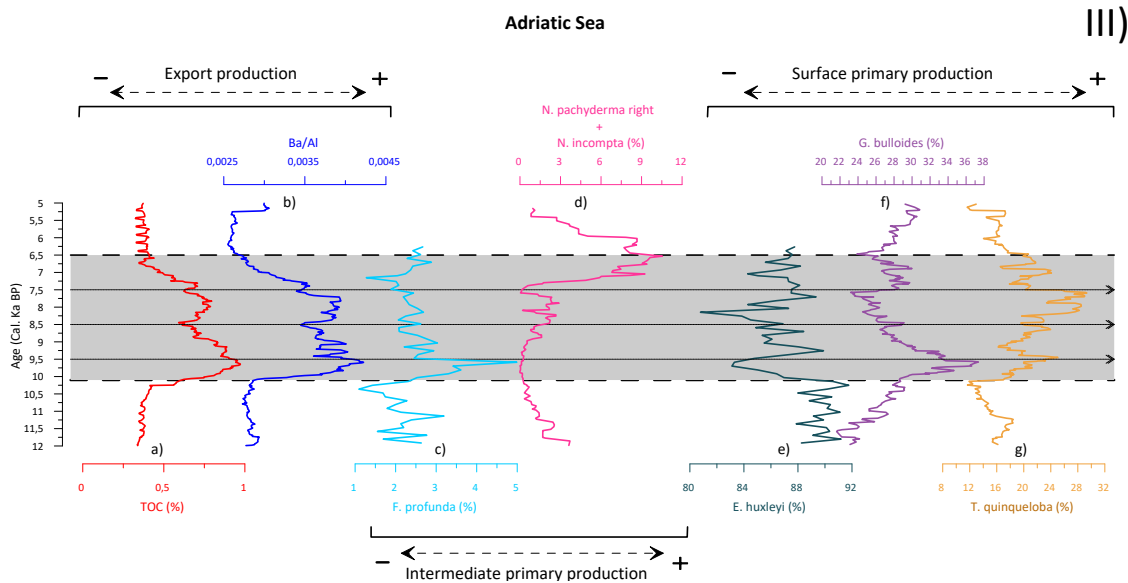 Adriatic Sea
III)
− Export production +
− Surface primary production +
N. pachyderma right
+
N. incompta (%)
Ba/Al
G. bulloides (%)
0,0025 0,0035 0,0045
0 3 6 9 12
20 22 24 26 28 30 32 34 36 38
b)
d)
f)
Age (Cal. Ka BP)
5
5,5
6
6,5
7
7,5
8
8,5
9
9,5
10
10,5
11
11,5
12
a)
c)
e)
g)
0 0,5 1
TOC (%)
1 2 3 4 5
F. profunda (%)
80 84 88 92
E. huxleyi (%)
8 12 16 20 24 28 32
T. quinqueloba (%)
− Intermediate primary production +